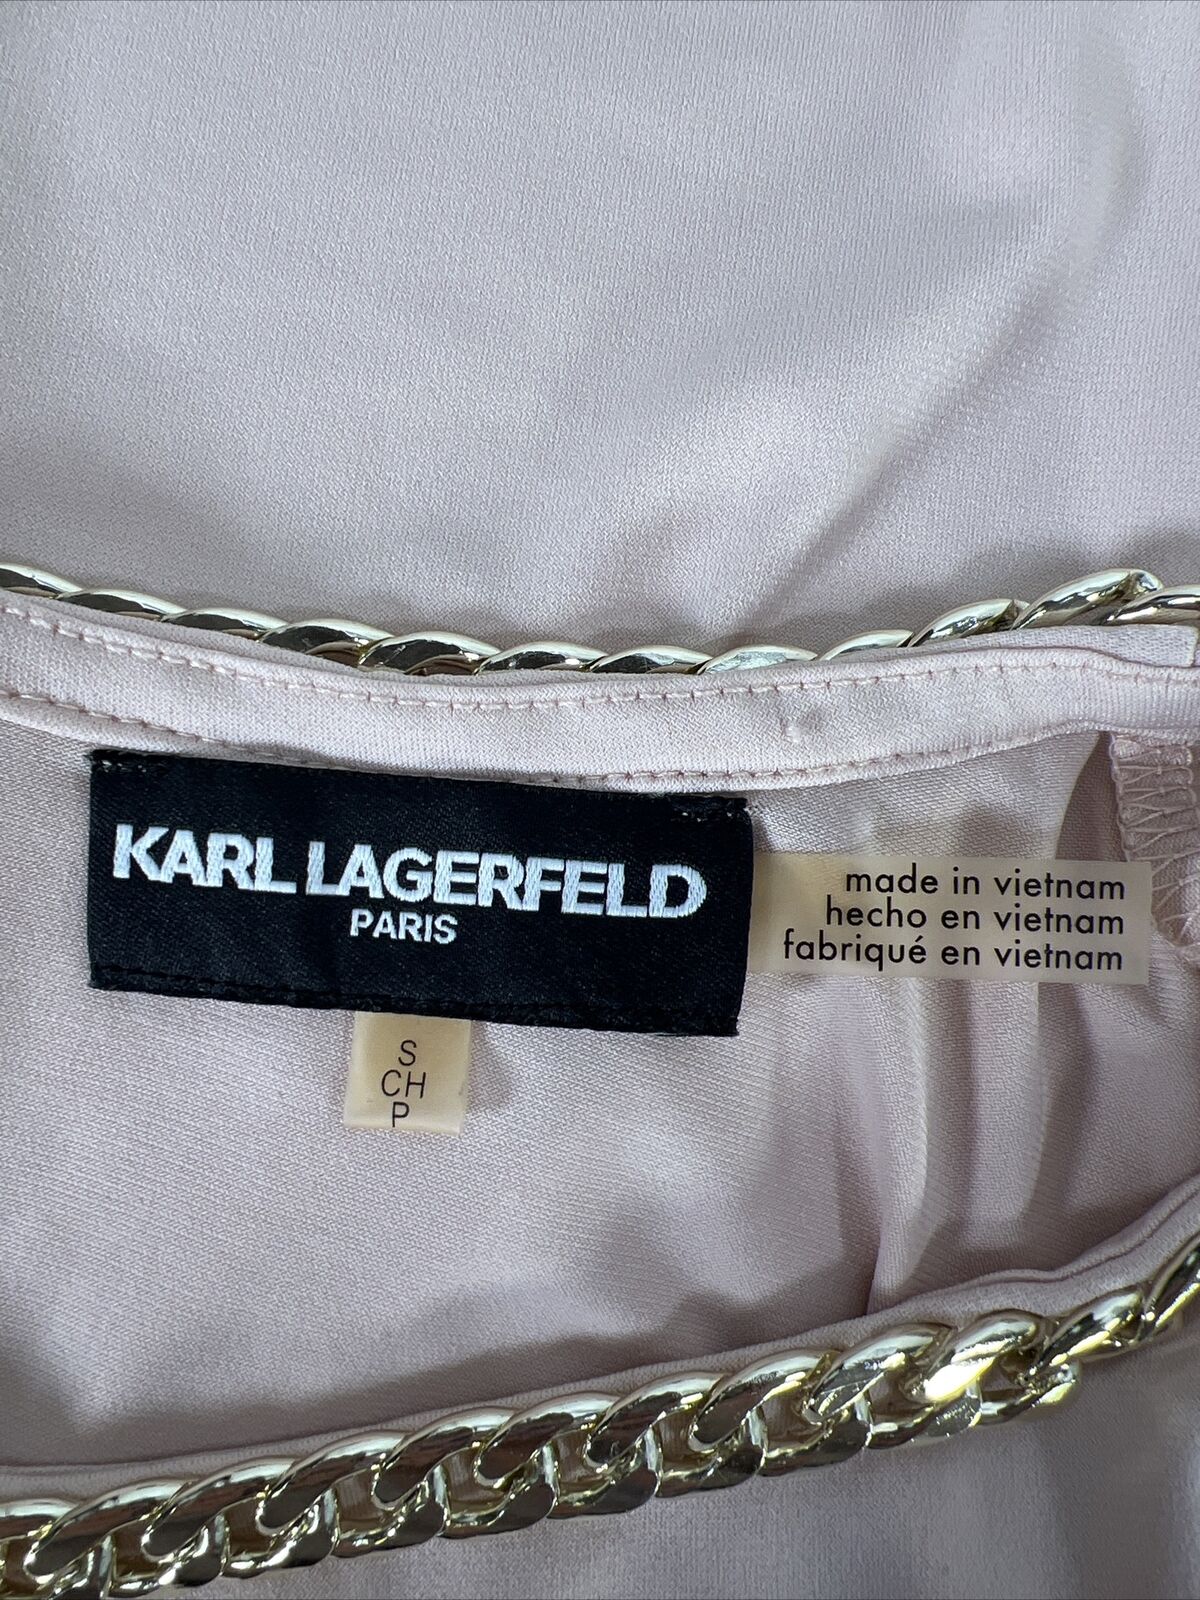 KARL LAGERFELD
PARIS
made in vietnam
hecho en vietnam
fabriqué en vietnam
S
CH
P